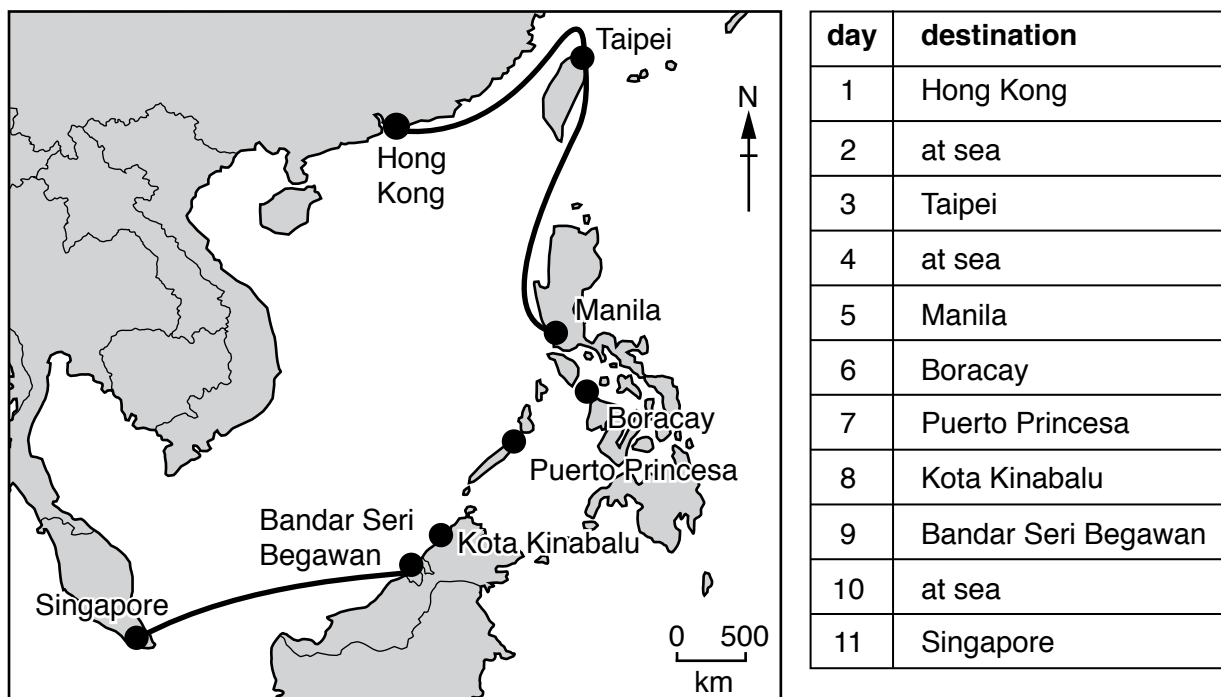 Taipei
N
Hong
Kong
Manila
Boracay
Puerto Princesa
Bandar Seri
Begawan
Kota Kinabalu
Singapore
0 500
km
day destination
1 Hong Kong
2 at sea
3 Taipei
4 at sea
5 Manila
6 Boracay
7 Puerto Princesa
8 Kota Kinabalu
9 Bandar Seri Begawan
10 at sea
11 Singapore